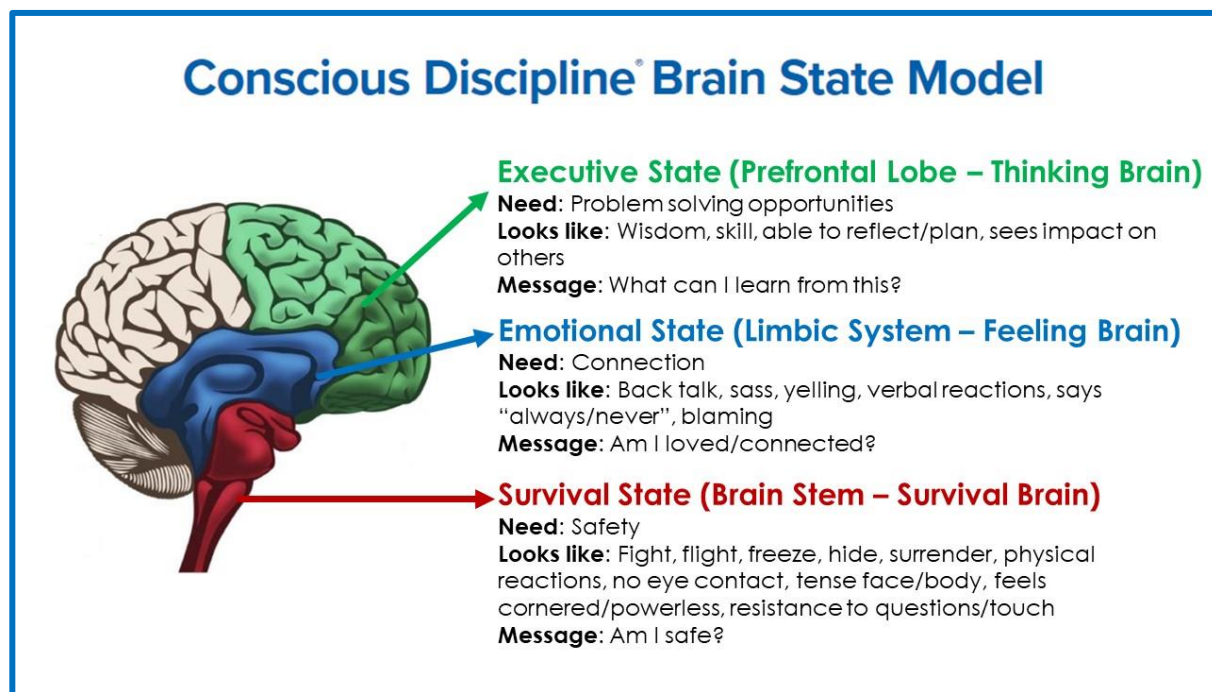 Conscious Discipline® Brain State Model
Executive State (Prefrontal Lobe – Thinking Brain)
Need: Problem solving opportunities
Looks like: Wisdom, skill, able to reflect/plan, sees impact on
others
Message: What can I learn from this?
Emotional State (Limbic System – Feeling Brain)
Need: Connection
Looks like: Back talk, sass, yelling, verbal reactions, says
“always/never”, blaming
Message: Am I loved/connected?
Survival State (Brain Stem – Survival Brain)
Need: Safety
Looks like: Fight, flight, freeze, hide, surrender, physical
reactions, no eye contact, tense face/body, feels
cornered/powerless, resistance to questions/touch
Message: Am I safe?